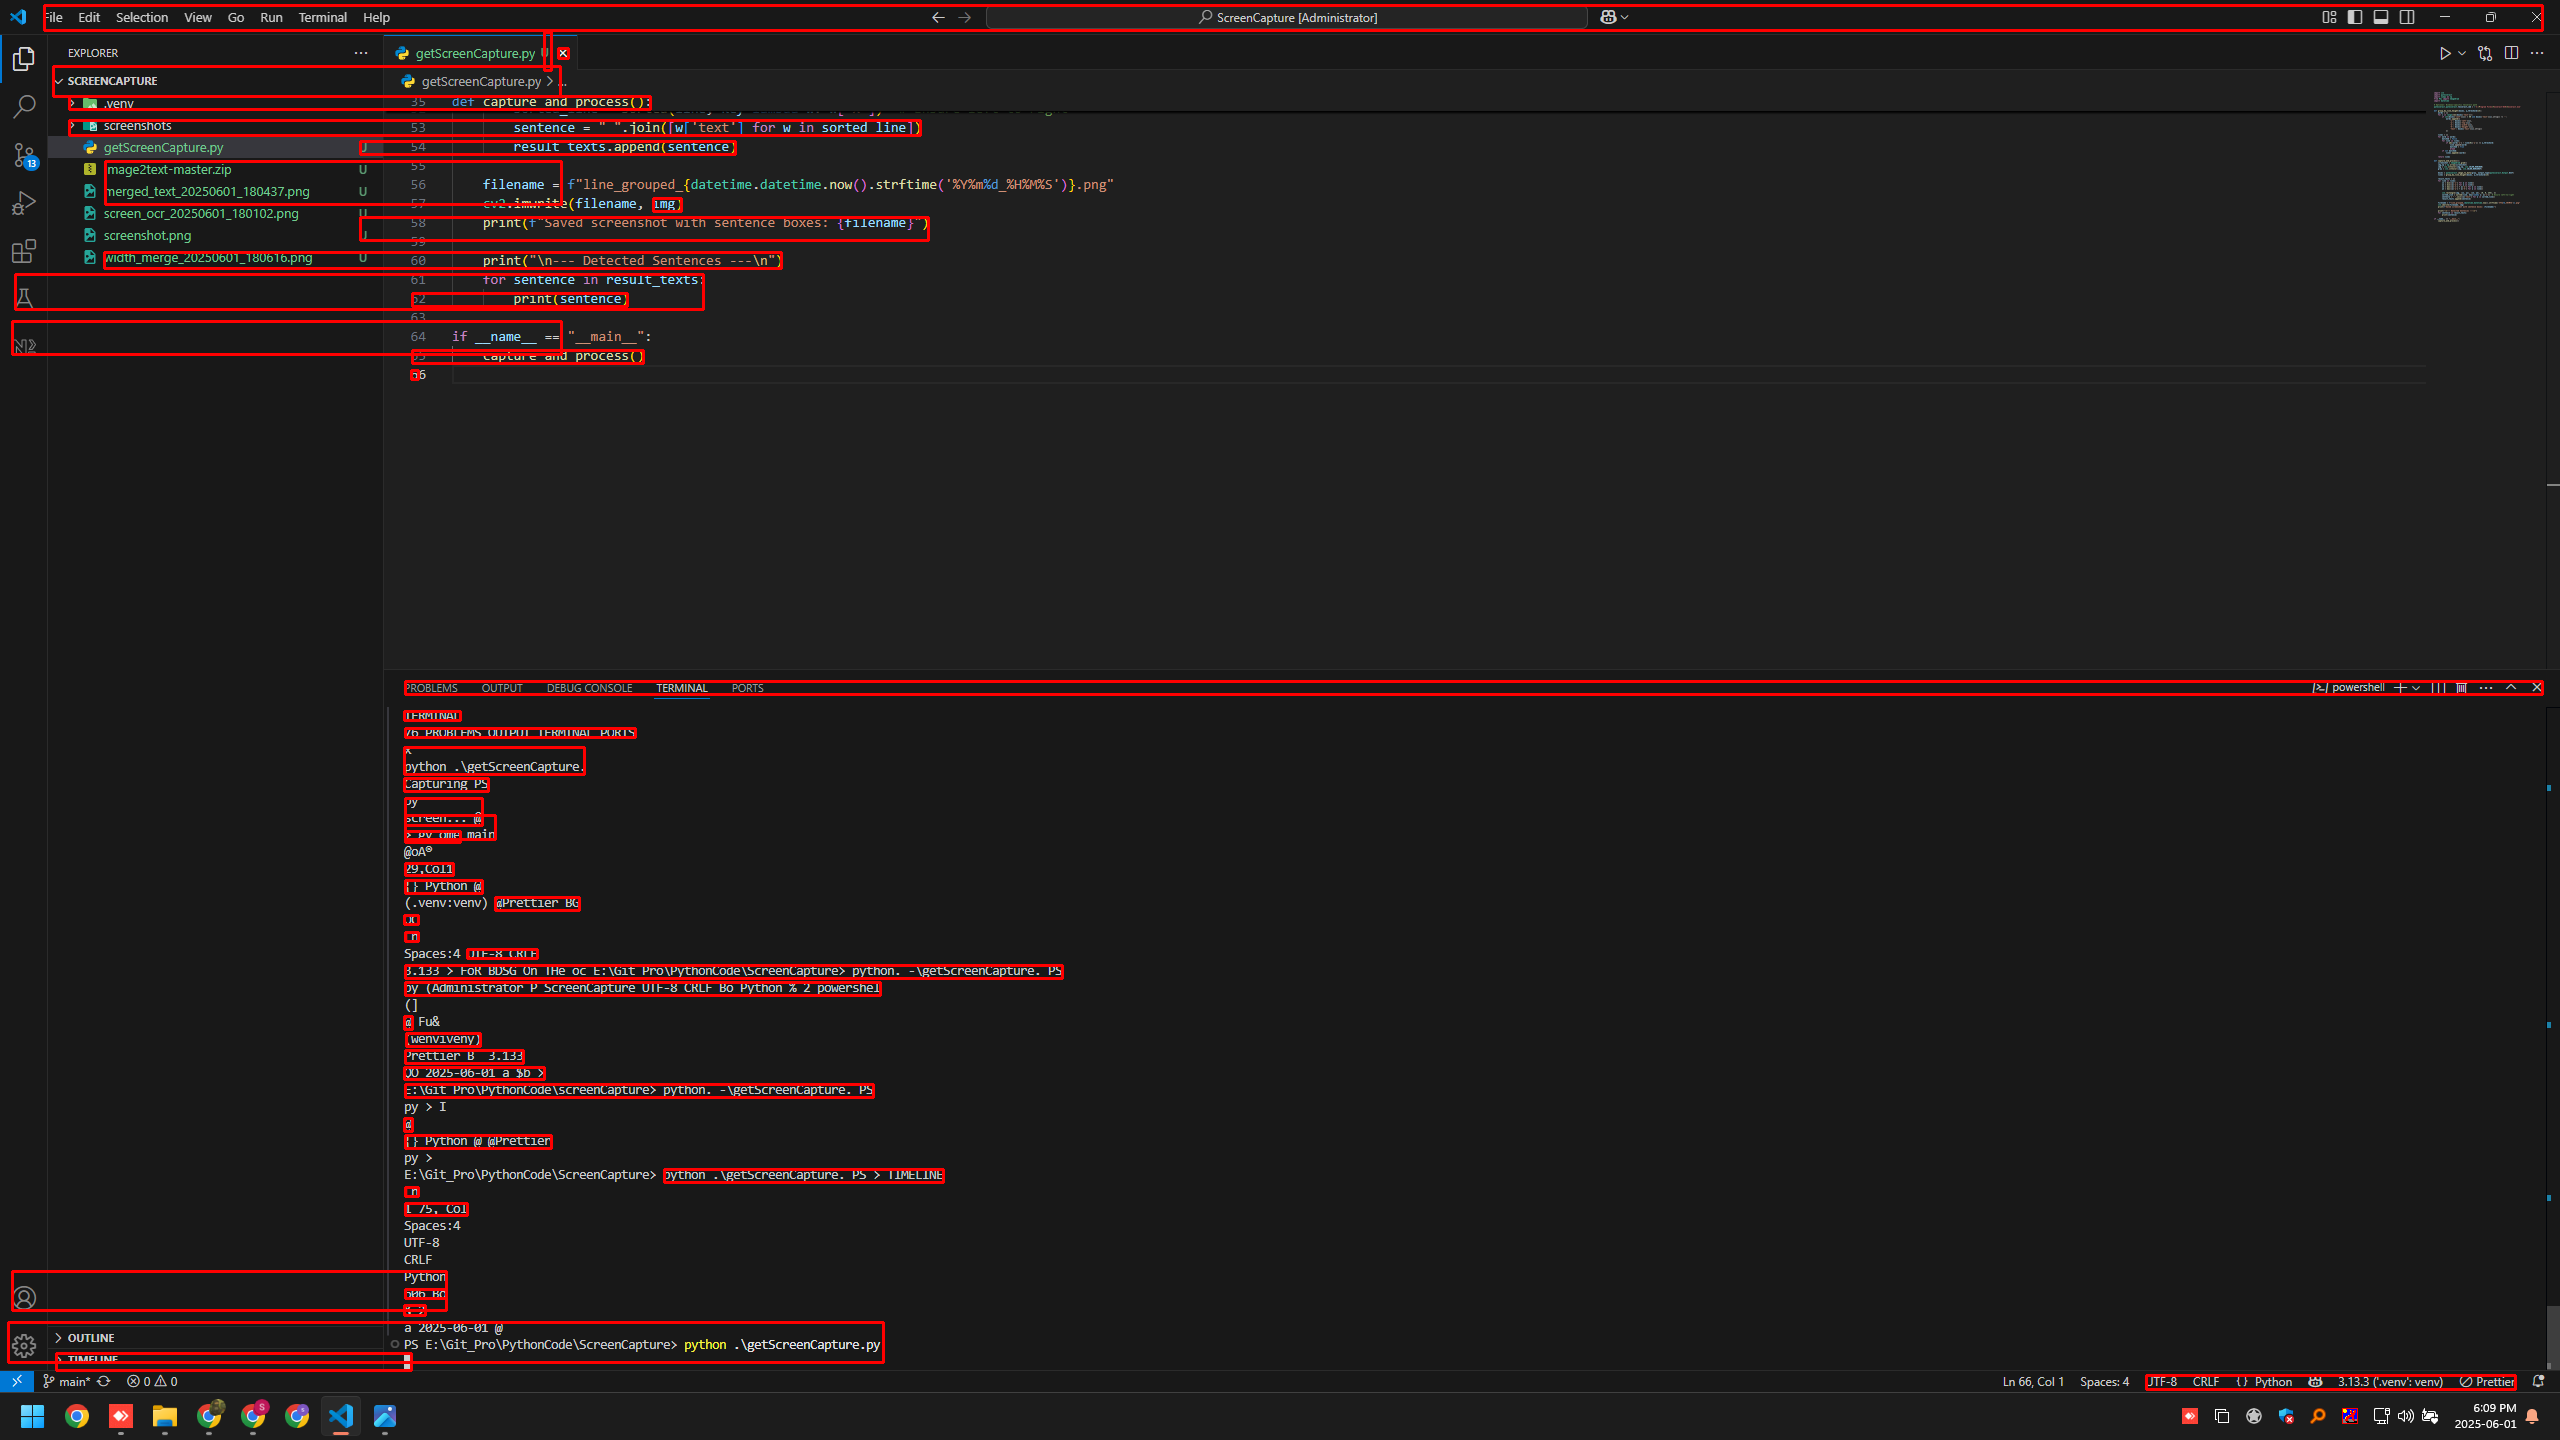 File Edit Selection View Go Run Terminal Help
ScreenCapture [Administrator]
EXPLORER
SCREENCAPTURE
.venv
screenshots
getScreenCapture.py U
image2text-master.zip U
merged_text_20250601_180437.png U
screen_ocr_20250601_180102.png U
screenshot.png U
width_merge_20250601_180616.png U
13
OUTLINE
TIMELINE
getScreenCapture.py U
getScreenCapture.py > ...
35 def capture_and_process():
53 sentence = " ".join([w['text'] for w in sorted_line])
54 result_texts.append(sentence)
55
56 filename = f"line_grouped_{datetime.datetime.now().strftime('%Y%m%d_%H%M%S')}.png"
57 cv2.imwrite(filename, img)
58 print(f"Saved screenshot with sentence boxes: {filename}")
59
60 print("\n--- Detected Sentences ---\n")
61 for sentence in result_texts:
62 print(sentence)
63
64 if __name__ == "__main__":
65 capture_and_process()
66
PROBLEMS OUTPUT DEBUG CONSOLE TERMINAL PORTS
powershell
TERMINAL
76 PROBLEMS OUTPUT TERMINAL PORTS
x
python .\getScreenCapture.
Capturing PS
py
screen... @
> Py ome main
@oA®
29,Col1
{} Python @
(.venv:venv) @Prettier BG
OC
Ln
Spaces:4 UTF-8 CRLF
3.133 > FoR BDSG On THe oc E:\Git_Pro\PythonCode\ScreenCapture> python. -\getScreenCapture. PS
py (Administrator P ScreenCapture UTF-8 CRLF Bo Python % 2 powershel
(]
@ Fu&
(wenviveny)
Prettier B 3.133
QO 2025-06-01 a $b >
E:\Git_Pro\PythonCode\screenCapture> python. -\getScreenCapture. PS
py > I
@
{} Python @ @Prettier
py >
E:\Git_Pro\PythonCode\ScreenCapture> python .\getScreenCapture. PS > TIMELINE
Ln
1 75, Col
Spaces:4
UTF-8
CRLF
Python
606 Bo
a 2025-06-01 @
PS E:\Git_Pro\PythonCode\ScreenCapture> python .\getScreenCapture.py
main* 0 0
Ln 66, Col 1 Spaces: 4 UTF-8 CRLF {} Python 3.13.3 ('.venv': venv) Prettier
6:09 PM
2025-06-01